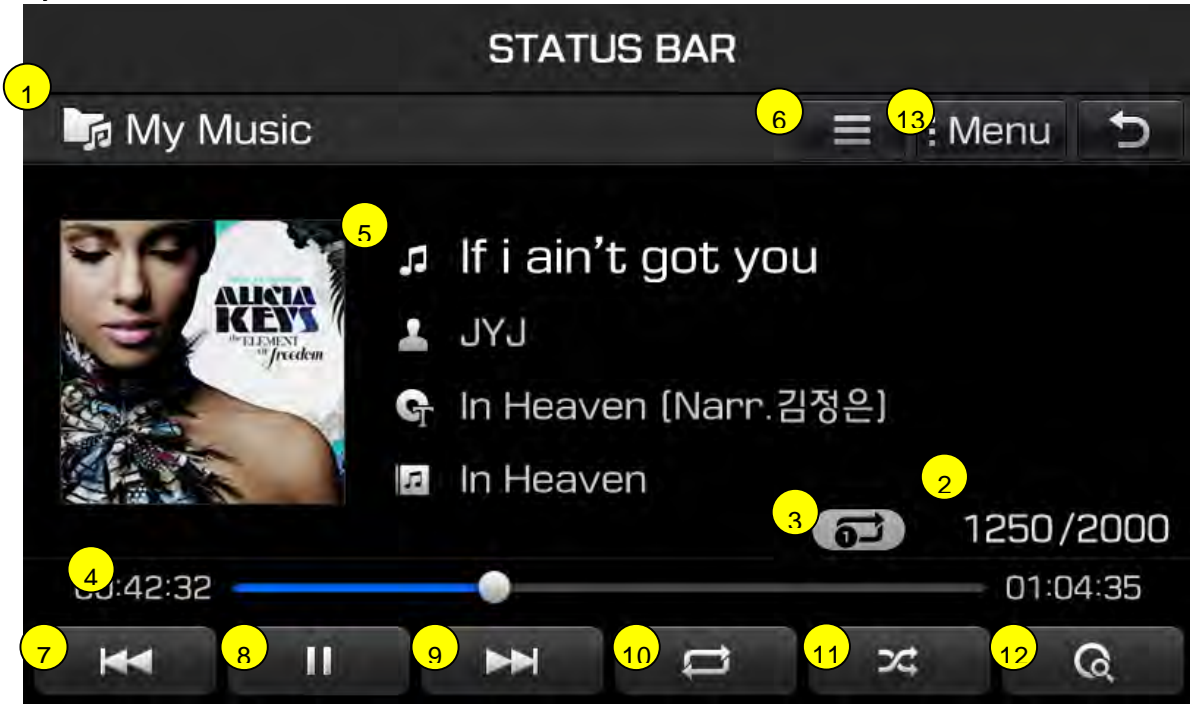 STATUS BAR
1
My Music
6
13
Menu
5
If i ain't got you
ALICIA
KEYS
the ELEMENT
OF freedom
JYJ
In Heaven (Narr.김정은)
In Heaven
2
3
1250/2000
4
:42:32
01:04:35
7
8
9
10
11
12